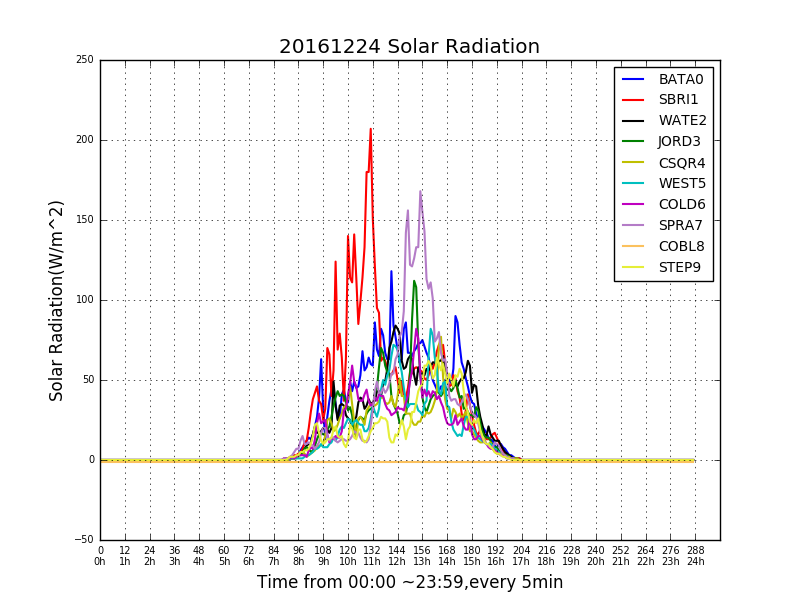 20161224 Solar Radiation
250
200
150
100
50
0
−50
Solar Radiation(W/m^2)
BATA0
SBRI1
WATE2
JORD3
CSQR4
WEST5
COLD6
SPRA7
COBL8
STEP9
0 12 24 36 48 60 72 84 96 108 120 132 144 156 168 180 192 204 216 228 240 252 264 276 288
0h 1h 2h 3h 4h 5h 6h 7h 8h 9h 10h 11h 12h 13h 14h 15h 16h 17h 18h 19h 20h 21h 22h 23h 24h
Time from 00:00 ~23:59,every 5min